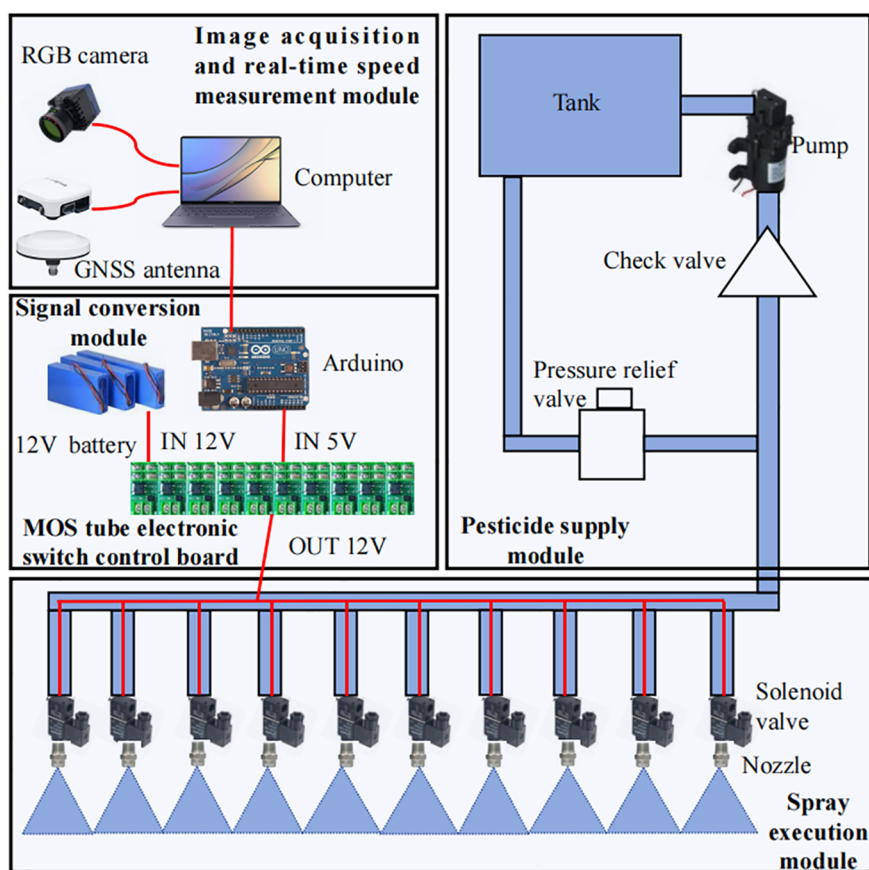 Image acquisition
and real-time speed
measurement module
RGB camera
Computer
GNSS antenna
Signal conversion
module
Arduino
12V battery
IN 12V
IN 5V
MOS tube electronic
switch control board
OUT 12V
Tank
Pump
Check valve
Pressure relief
valve
Pesticide supply
module
Solenoid
valve
Nozzle
Spray
execution
module